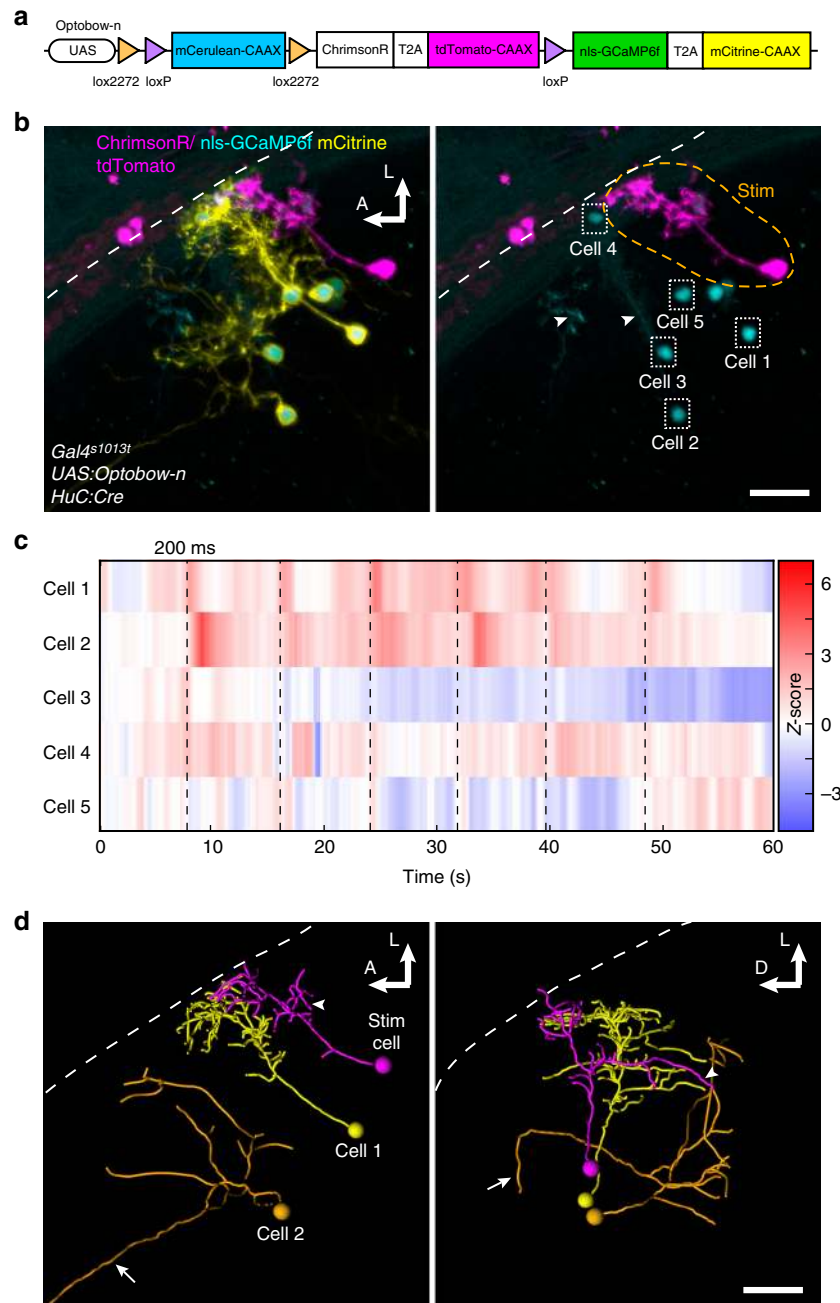 a
Optobow-n
UAS mCerulean-CAAX ChrimsonR T2A tdTomato-CAAX nls-GCaMP6f T2A mCitrine-CAAX
lox2272 loxP lox2272 loxP
b
ChrimsonR/ nls-GCaMP6f mCitrine
tdTomato
L
A
Gal4s1013t
UAS:Optobow-n
HuC:Cre
Stim
Cell 4
Cell 5
Cell 1
Cell 3
Cell 2
c
200 ms
Cell 1
Cell 2
Cell 3
Cell 4
Cell 5
0 10 20 30 40 50 60
Time (s)
6
3
0
–3
Z-score
d
L
A
Stim
cell
Cell 1
Cell 2
L
D